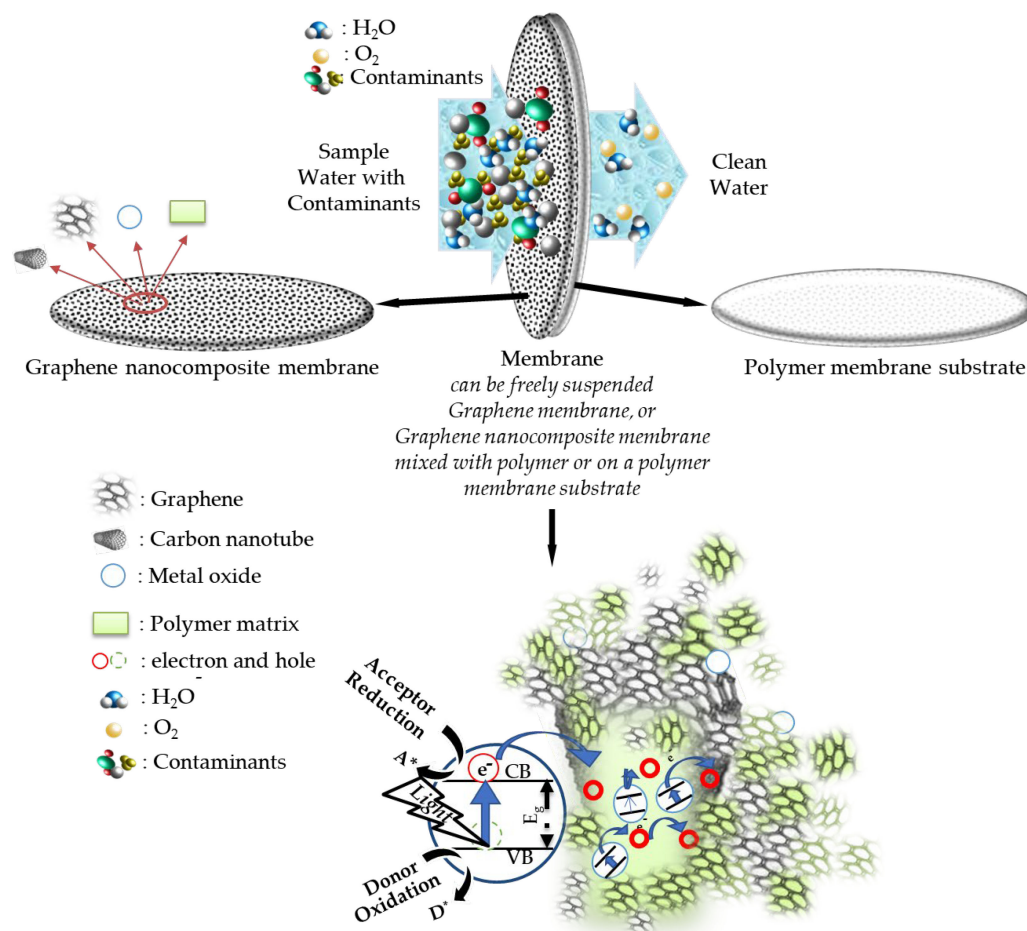 : H2O
: O2
: Contaminants
Sample
Water with
Contaminants
Clean
Water
Graphene nanocomposite membrane
Membrane
can be freely suspended
Graphene membrane, or
Graphene nanocomposite membrane
mixed with polymer or on a polymer
membrane substrate
Polymer membrane substrate
: Graphene
: Carbon nanotube
: Metal oxide
: Polymer matrix
: electron and hole
: H2O
: O2
: Contaminants
Acceptor
Reduction
A*
e-
CB
Light
Eg
VB
Donor
Oxidation
D*
e-
e-